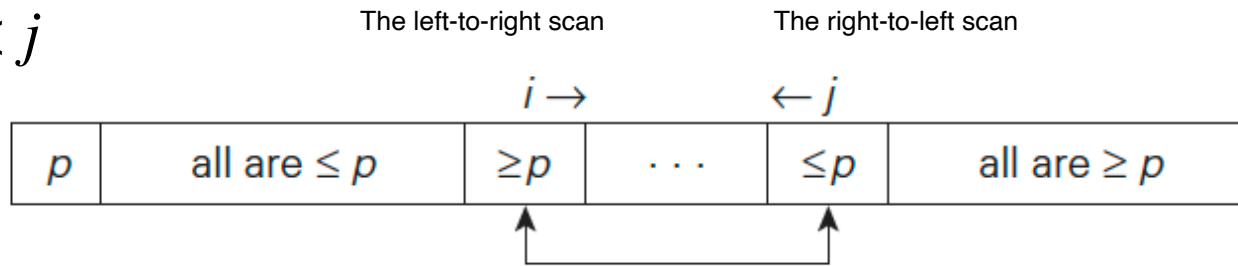 The left-to-right scan The right-to-left scan
j
i → ← j
p all are ≤ p ≥p · · · ≤p all are ≥ p